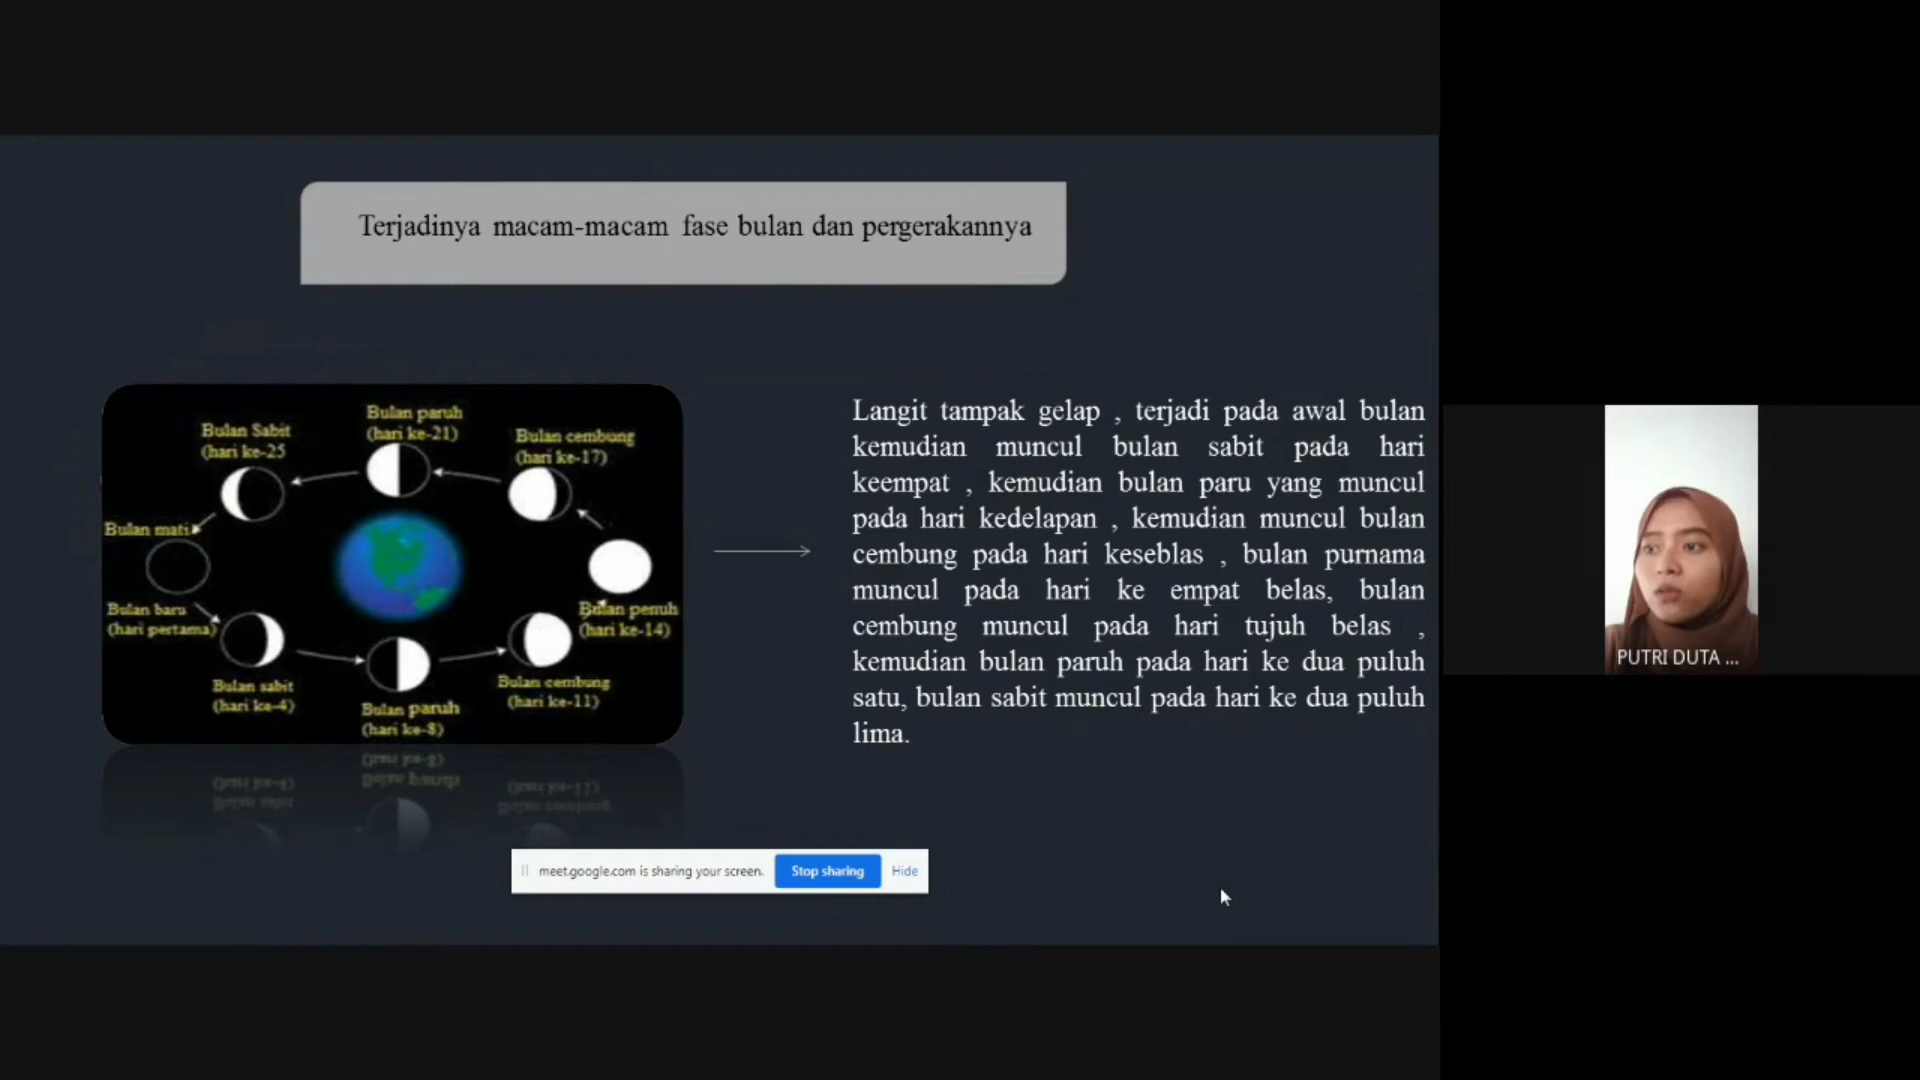 Terjadinya macam-macam fase bulan dan pergerakannya
Bulan paruh
(hari ke-21)
Bulan Sabit
(hari ke-25
Bulan cembung
(hari ke-17)
Bulan mati
Bulan baru
(hari pertama)
Bulan penuh
(hari ke-14)
Bulan sabit
(hari ke-4)
Bulan paruh
(hari ke-8)
Bulan cembung
(hari ke-11)
Langit tampak gelap , terjadi pada awal bulan
kemudian muncul bulan sabit pada hari
keempat , kemudian bulan paru yang muncul
pada hari kedelapan , kemudian muncul bulan
cembung pada hari keseblas , bulan purnama
muncul pada hari ke empat belas, bulan
cembung muncul pada hari tujuh belas ,
kemudian bulan paruh pada hari ke dua puluh
satu, bulan sabit muncul pada hari ke dua puluh
lima.
meet.google.com is sharing your screen.
Stop sharing
Hide
PUTRI DUTA ...